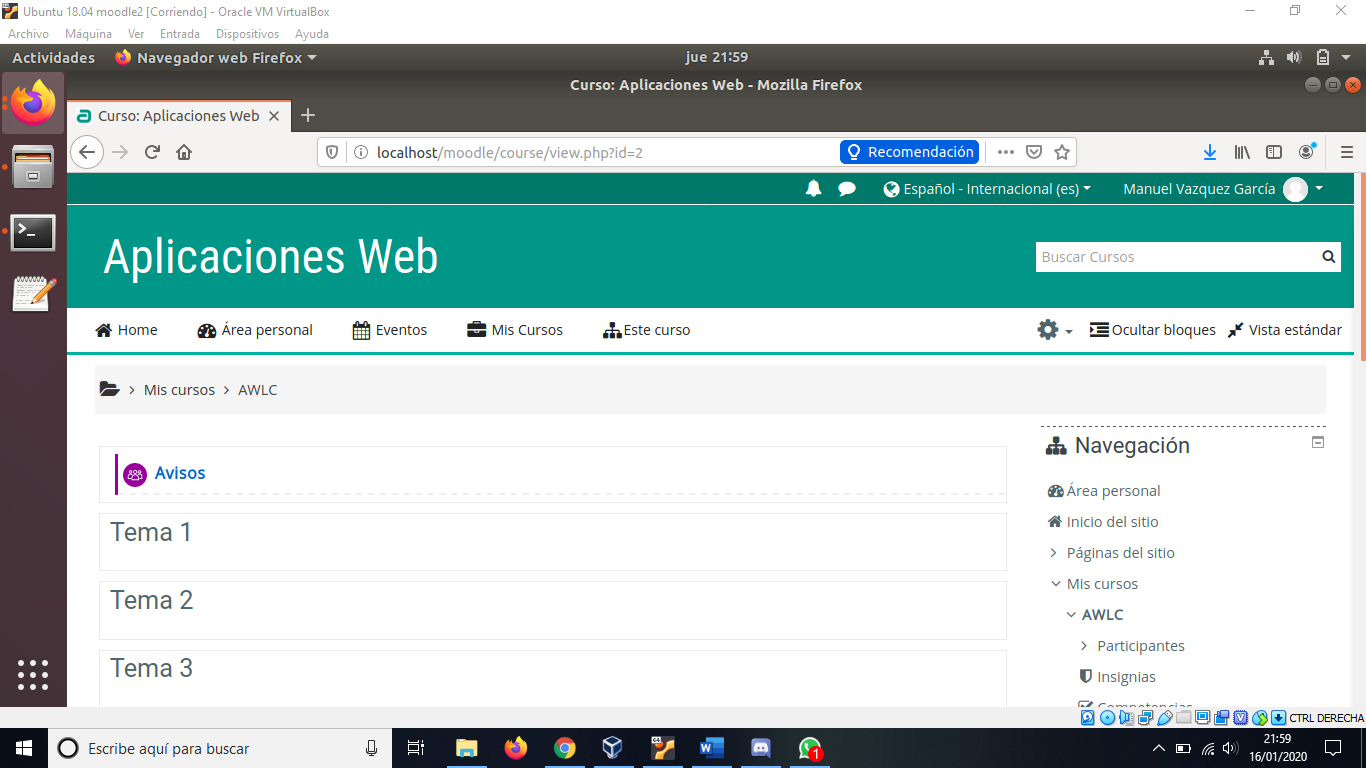 Ubuntu 18.04 moodle2 [Corriendo] - Oracle VM VirtualBox
Archivo Máquina Ver Entrada Dispositivos Ayuda
Actividades Navegador web Firefox jue 21:59
Curso: Aplicaciones Web - Mozilla Firefox
Curso: Aplicaciones Web
localhost/moodle/course/view.php?id=2 Recomendación
Español - Internacional (es) Manuel Vazquez García
Aplicaciones Web
Buscar Cursos
Home Área personal Eventos Mis Cursos Este curso Ocultar bloques Vista estándar
Mis cursos AWLC
Avisos
Tema 1
Tema 2
Tema 3
Navegación
Área personal
Inicio del sitio
Páginas del sitio
Mis cursos
AWLC
Participantes
Insignias
Competencias
CTRL DERECHA
Escribe aquí para buscar
64
1
21:59
16/01/2020